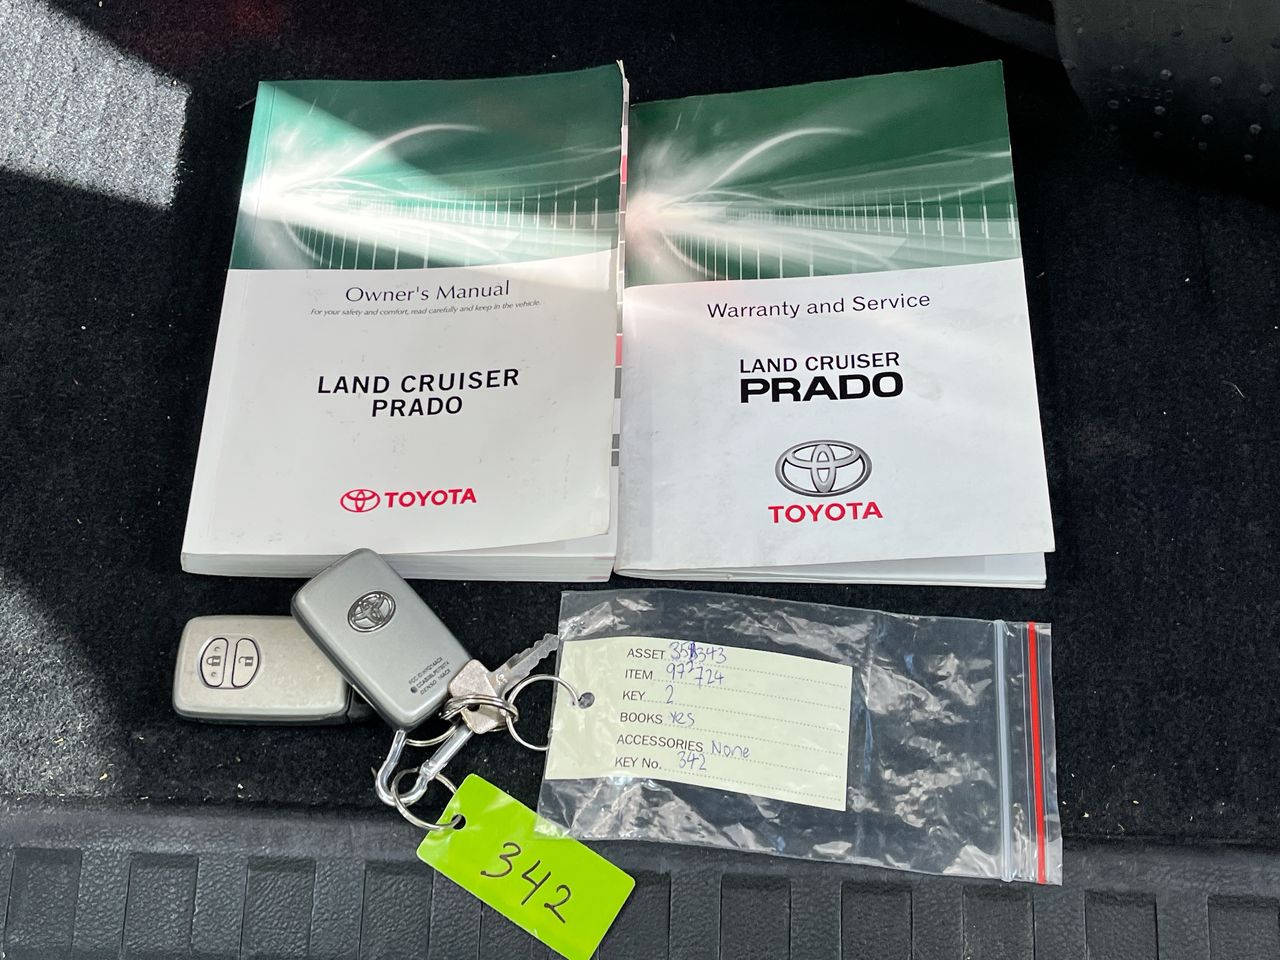 Owner's Manual
For your safety and comfort, read carefully and keep in the vehicle.
LAND CRUISER
PRADO
TOYOTA
Warranty and Service
LAND CRUISER
PRADO
TOYOTA
ASSET
ITEM 972724
KEY 2
BOOKS Yes
ACCESSORIES None
KEY No. 342
342